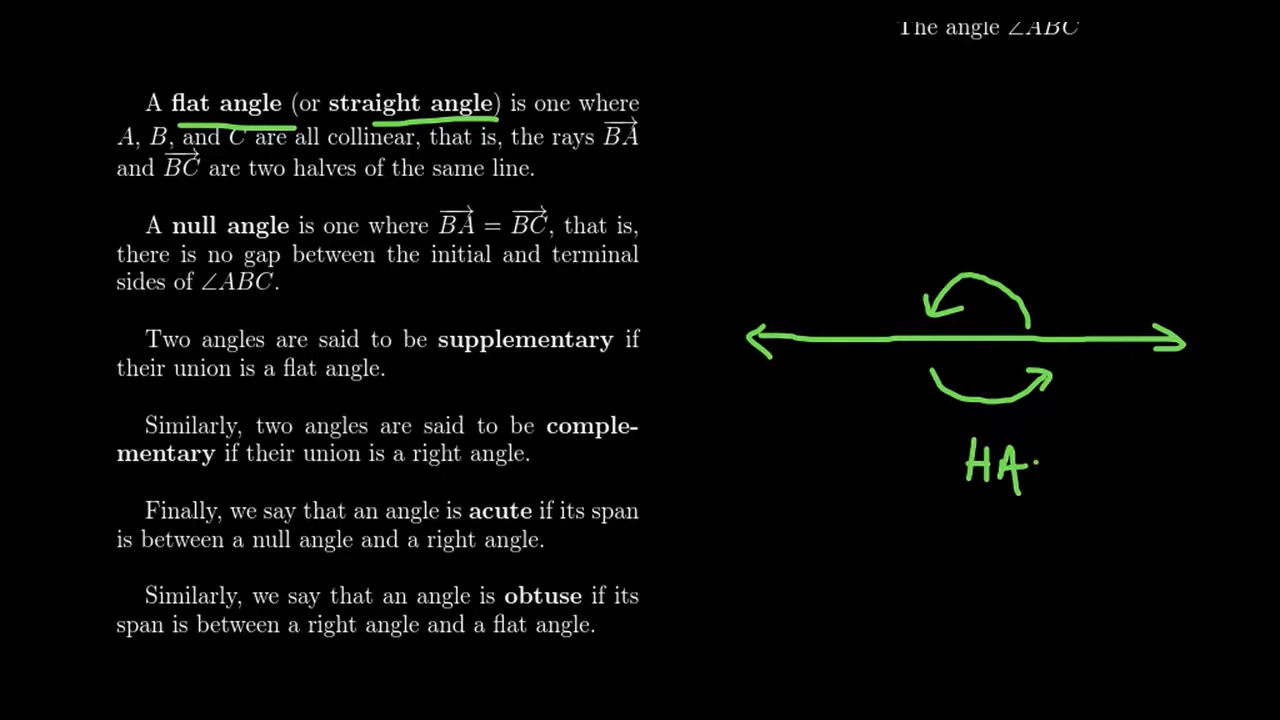 The angle ∠ABC
A flat angle (or straight angle) is one where
A, B, and C are all collinear, that is, the rays BA
and BC are two halves of the same line.
A null angle is one where BA = BC, that is,
there is no gap between the initial and terminal
sides of ∠ABC.
Two angles are said to be supplementary if
their union is a flat angle.
Similarly, two angles are said to be comple-
mentary if their union is a right angle.
Finally, we say that an angle is acute if its span
is between a null angle and a right angle.
Similarly, we say that an angle is obtuse if its
span is between a right angle and a flat angle.
HA.